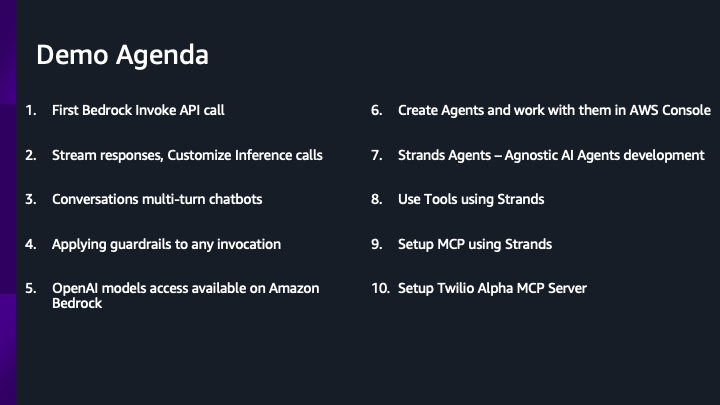 Demo Agenda
1. First Bedrock Invoke API call
2. Stream responses, Customize Inference calls
3. Conversations multi-turn chatbots
4. Applying guardrails to any invocation
5. OpenAI models access available on Amazon
Bedrock
6. Create Agents and work with them in AWS Console
7. Strands Agents – Agnostic AI Agents development
8. Use Tools using Strands
9. Setup MCP using Strands
10. Setup Twilio Alpha MCP Server